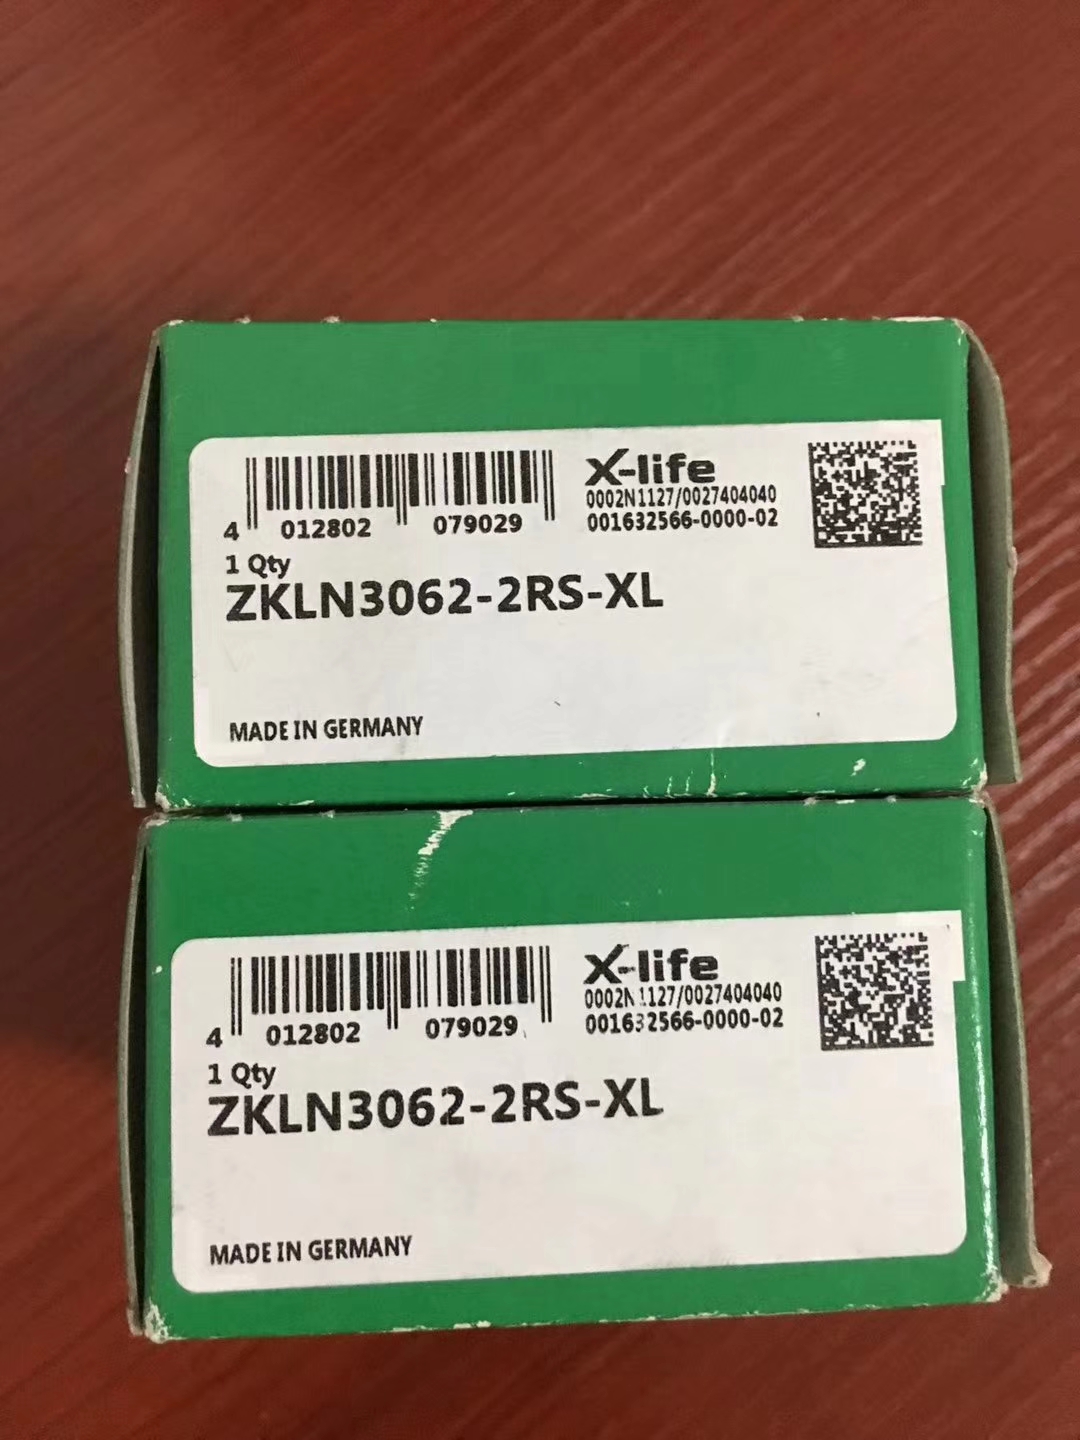 X-life
0002N1127/0027404040
001632566-0000-02
4 012802 079029
1 Qty
ZKLN3062-2RS-XL
MADE IN GERMANY
X-life
0002N1127/0027404040
001632566-0000-02
4 012802 079029
1 Qty
ZKLN3062-2RS-XL
MADE IN GERMANY